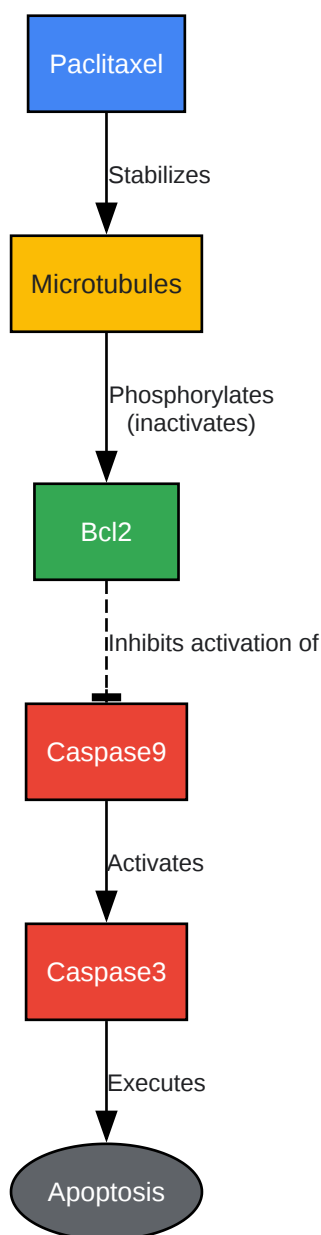 Paclitaxel
Stabilizes
Microtubules
Phosphorylates
(inactivates)
Bcl2
Inhibits activation of
Caspase9
Activates
Caspase3
Executes
Apoptosis